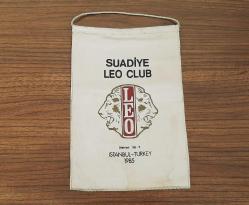 SUADİYE
LEO CLUB
LEO
İSTANBUL-TURKEY
1985